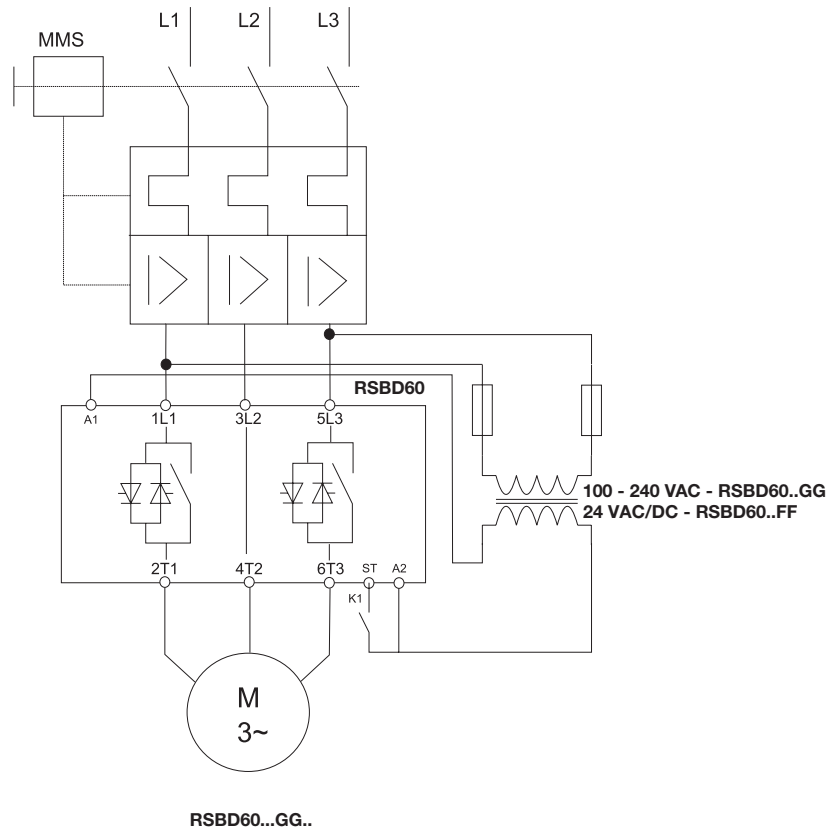 L1 L2 L3
MMS
RSBD60
A1 1L1 3L2 5L3
100 - 240 VAC - RSBD60..GG
24 VAC/DC - RSBD60..FF
2T1 4T2 6T3 ST A2
K1
M
3~
RSBD60...GG..